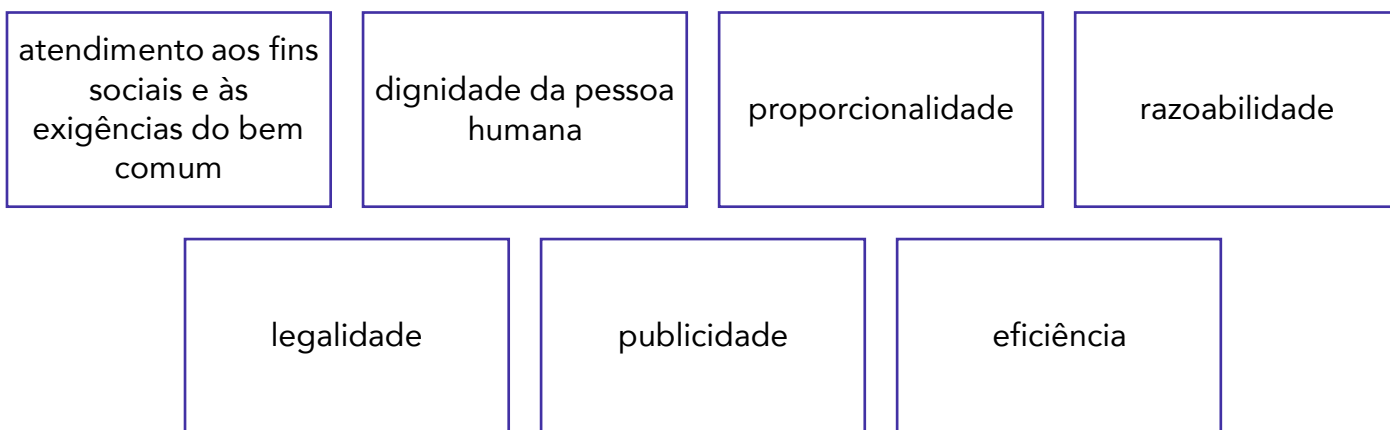 atendimento aos fins
sociais e às
exigências do bem
comum
dignidade da pessoa
humana
proporcionalidade
razoabilidade
legalidade
publicidade
eficiência